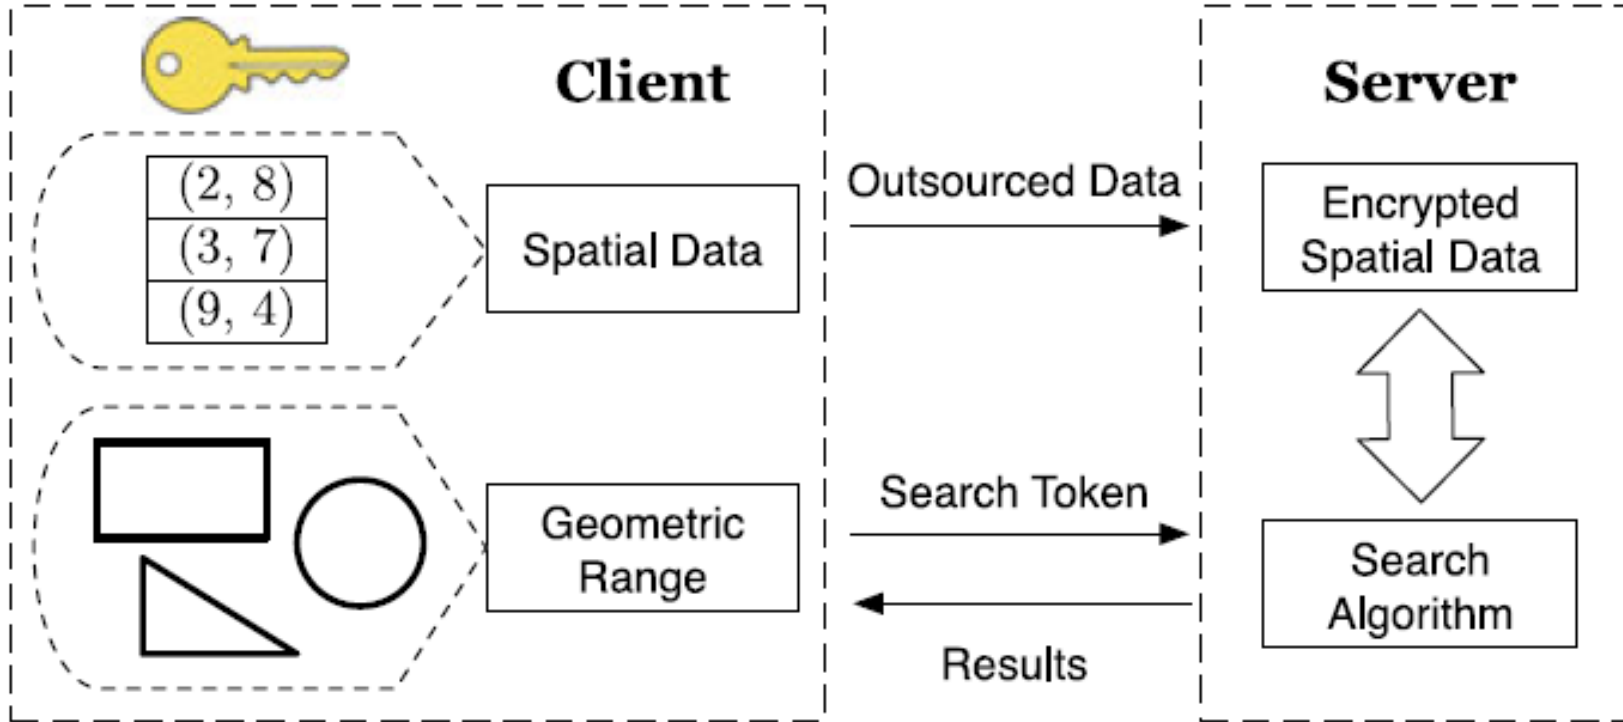 Client
(2, 8)
(3, 7)
(9, 4)
Spatial Data
Geometric
Range
Outsourced Data
Search Token
Results
Server
Encrypted
Spatial Data
Search
Algorithm